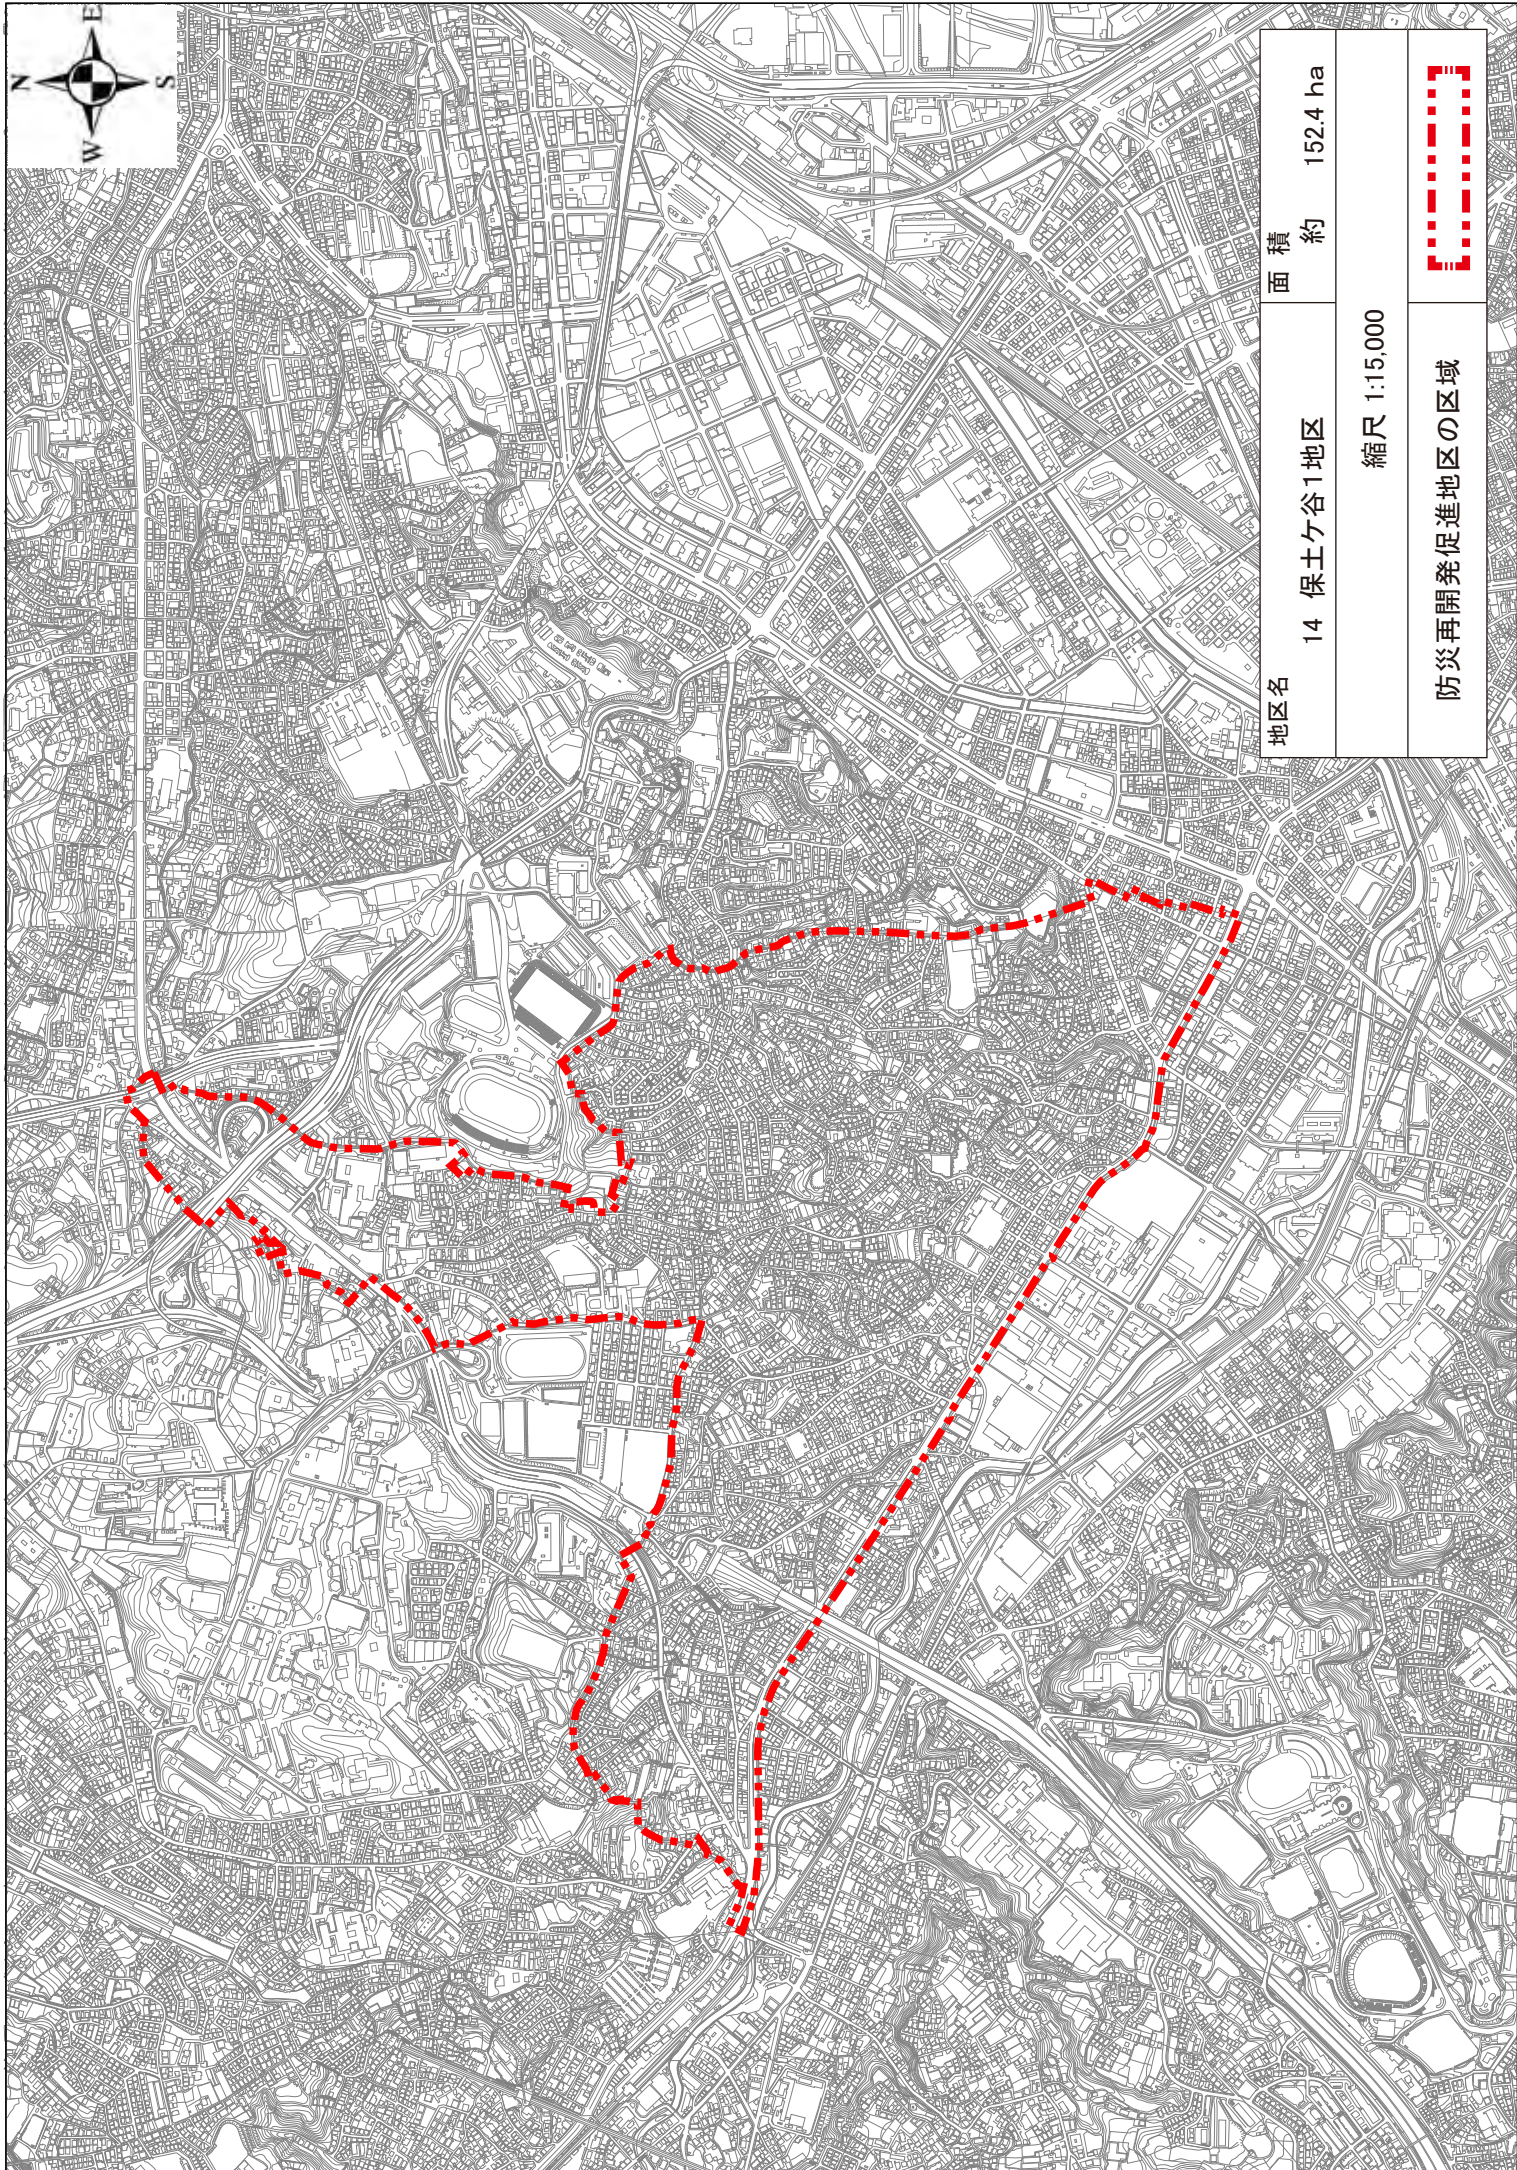 N
W
E
S
地区名
14 保土ケ谷1地区
面 積
約 152.4 ha
縮尺 1:15,000
防災再開発促進地区の区域